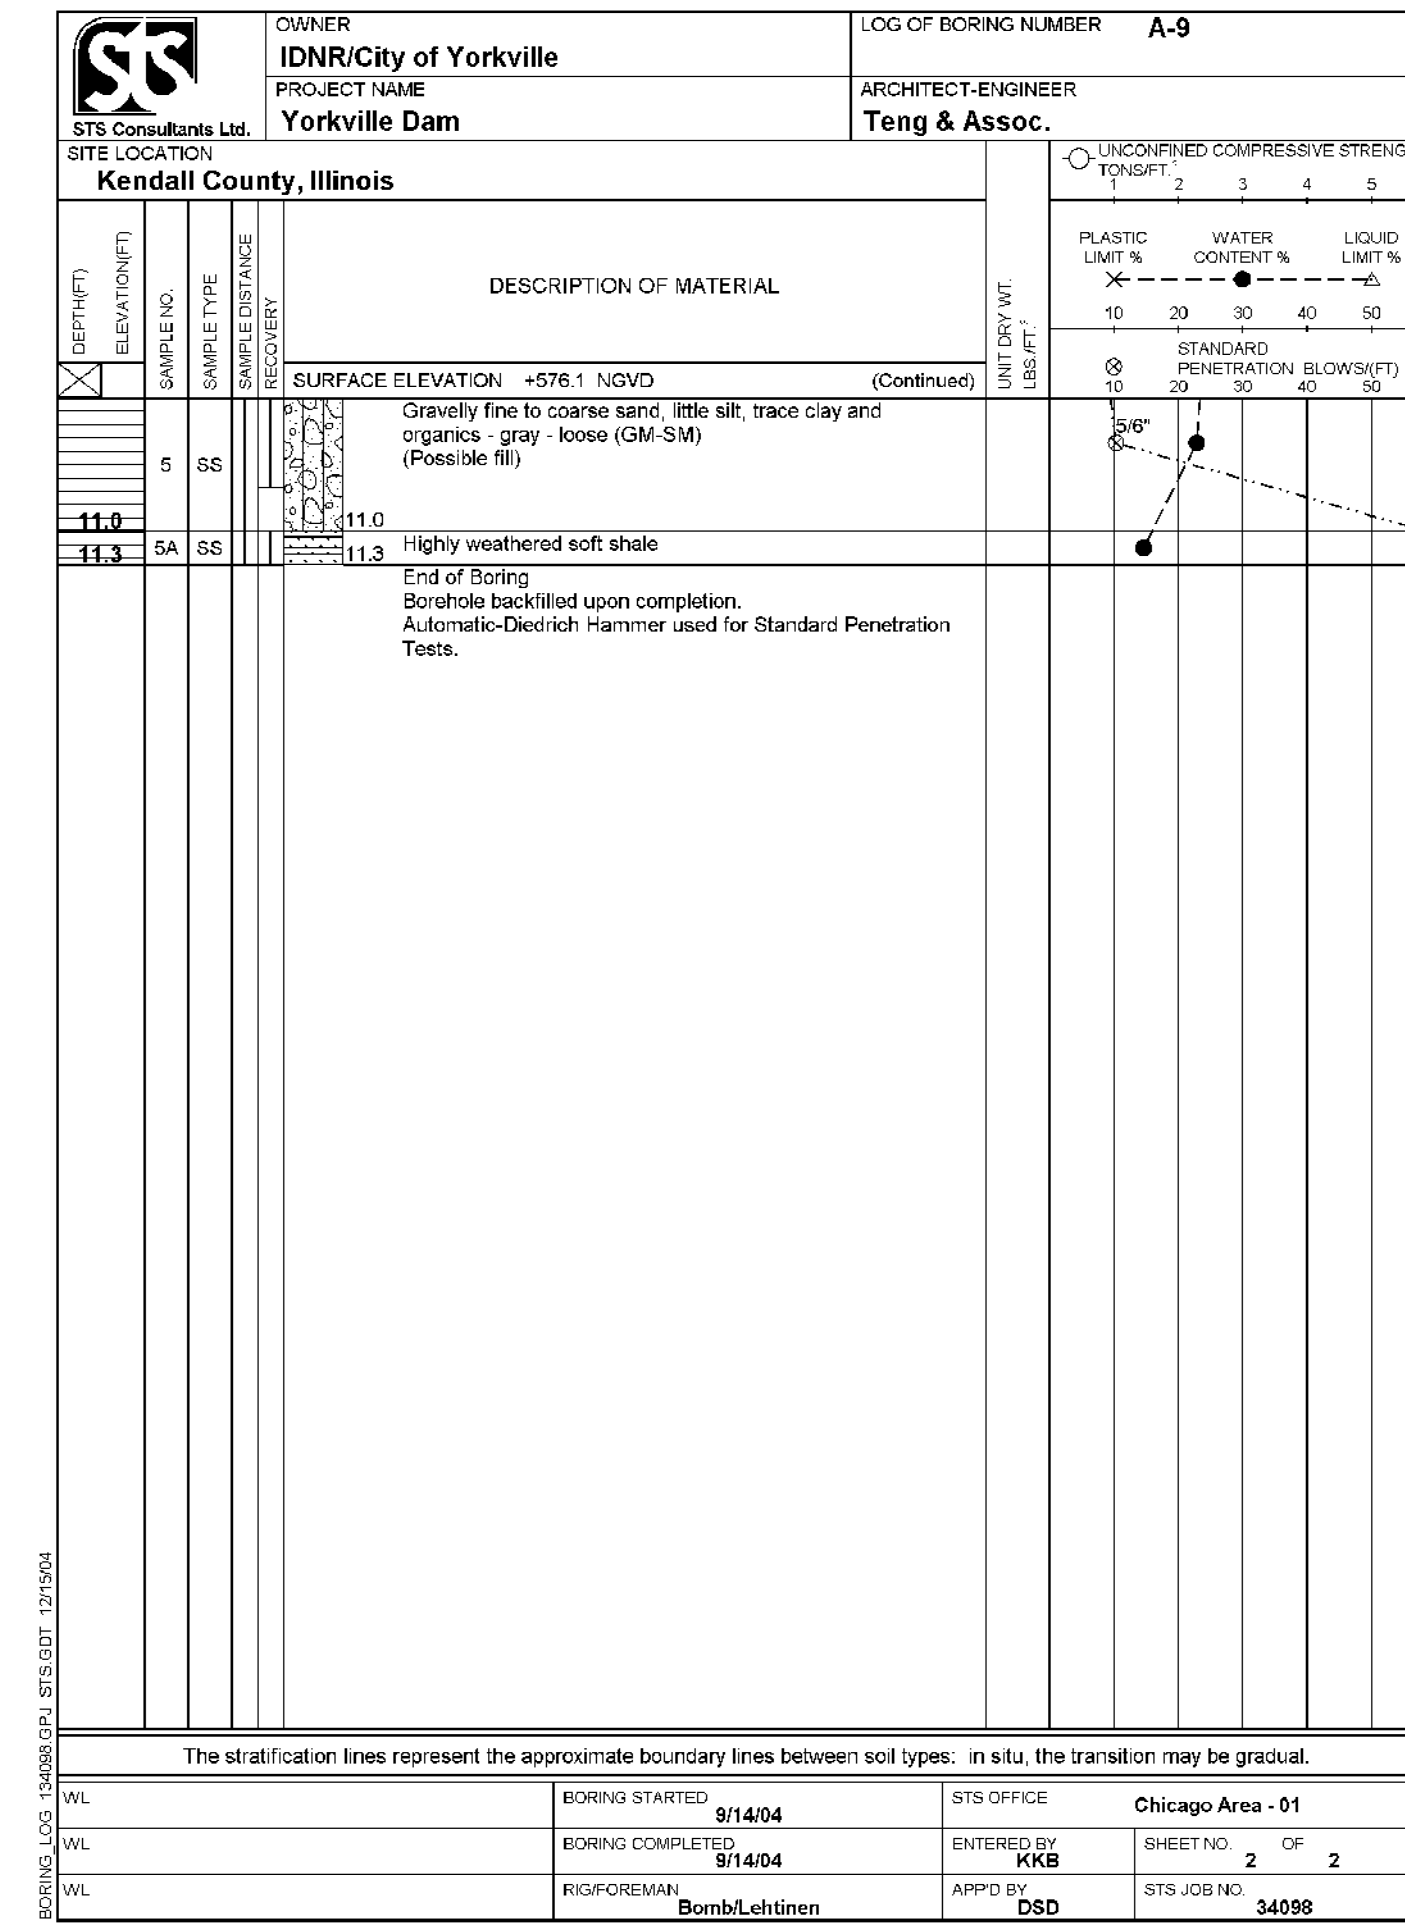 STS
STS Consultants Ltd.
OWNER
IDNR/City of Yorkville
LOG OF BORING NUMBER A-9
PROJECT NAME
Yorkville Dam
ARCHITECT-ENGINEER
Teng & Assoc.
SITE LOCATION
Kendall County, Illinois
UNCONFINED COMPRESSIVE STRENG
TONS/FT.
1 2 3 4 5
DEPTH(FT)
ELEVATION(FT)
SAMPLE NO.
SAMPLE TYPE
SAMPLE DISTANCE
RECOVERY
DESCRIPTION OF MATERIAL
UNIT DRY WT.
LBS./FT.³
PLASTIC WATER LIQUID
LIMIT % CONTENT % LIMIT %
10 20 30 40 50
STANDARD
PENETRATION BLOWS/(FT)
10 20 30 40 50
SURFACE ELEVATION +576.1 NGVD (Continued)
Gravelly fine to coarse sand, little silt, trace clay and
organics - gray - loose (GM-SM)
(Possible fill)
5 SS
5/6"
11.0 11.0
5A SS
Highly weathered soft shale
11.3 11.3
End of Boring
Borehole backfilled upon completion.
Automatic-Diedrich Hammer used for Standard Penetration
Tests.
The stratification lines represent the approximate boundary lines between soil types: in situ, the transition may be gradual.
WL
BORING STARTED
9/14/04
STS OFFICE
Chicago Area - 01
WL
BORING COMPLETED
9/14/04
ENTERED BY
KKB
SHEET NO. OF
2 2
WL
RIG/FOREMAN
Bomb/Lehtinen
APP'D BY
DSD
STS JOB NO.
34098
BORING_LOG 134098.GPJ STS.GDT 12/15/04